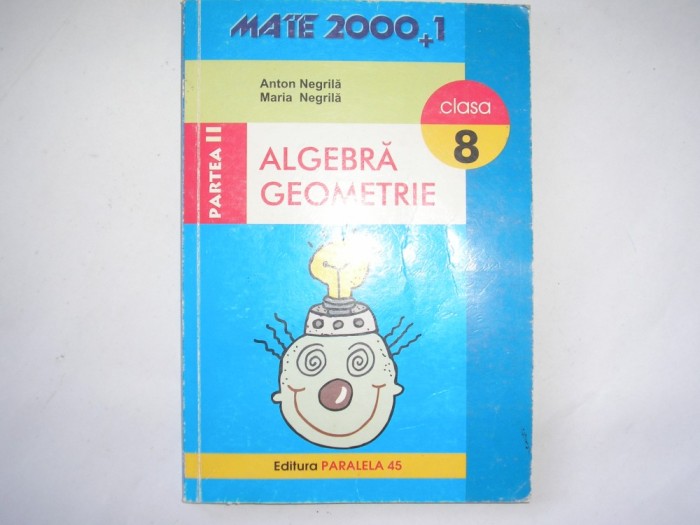 MATE 2000+1
Anton Negrilă
Maria Negrilă
clasa
8
PARTEA II
ALGEBRĂ
GEOMETRIE
Editura PARALELA 45